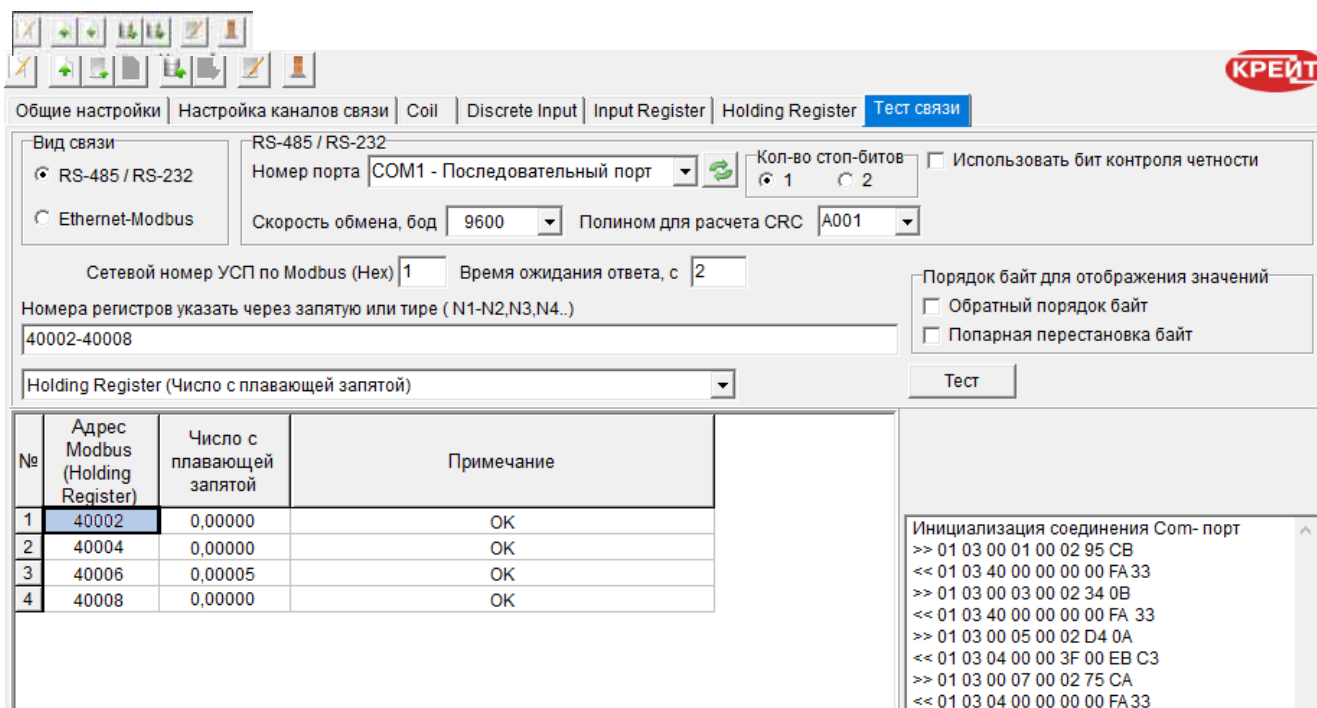 КРЕЙТ
Общие настройки Настройка каналов связи Coil Discrete Input Input Register Holding Register Тест связи
Вид связи
RS-485 / RS-232
Ethernet-Modbus
RS-485 / RS-232
Номер порта COM1 - Последовательный порт
Кол-во стоп-битов
1 2
Использовать бит контроля четности
Скорость обмена, бод 9600 Полином для расчета CRC A001
Сетевой номер УСП по Modbus (Hex) 1 Время ожидания ответа, с 2
Номера регистров указать через запятую или тире ( N1-N2,N3,N4..)
40002-40008
Порядок байт для отображения значений
Обратный порядок байт
Попарная перестановка байт
Holding Register (Число с плавающей запятой)
Тест
№ Адрес Modbus (Holding Register) Число с плавающей запятой Примечание
1 40002 0,00000 OK
2 40004 0,00000 OK
3 40006 0,00005 OK
4 40008 0,00000 OK
Инициализация соединения Com- порт
>> 01 03 00 01 00 02 95 CB
<< 01 03 40 00 00 00 00 FA 33
>> 01 03 00 03 00 02 34 0B
<< 01 03 40 00 00 00 00 FA 33
>> 01 03 00 05 00 02 D4 0A
<< 01 03 04 00 00 3F 00 EB C3
>> 01 03 00 07 00 02 75 CA
<< 01 03 04 00 00 00 00 FA 33